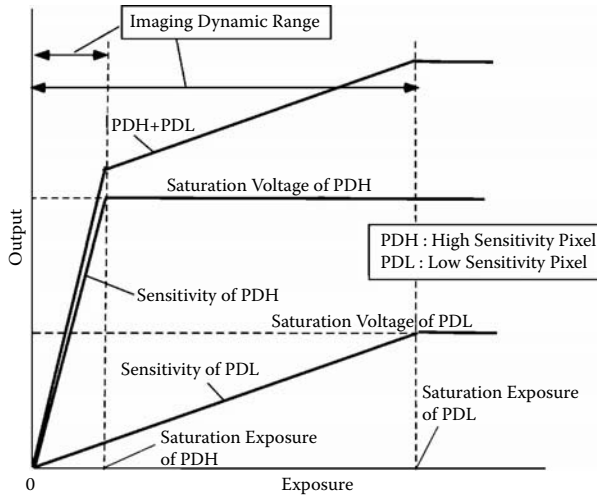 Imaging Dynamic Range
PDH+PDL
Saturation Voltage of PDH
PDH : High Sensitivity Pixel
PDL : Low Sensitivity Pixel
Output
Sensitivity of PDH
Saturation Voltage of PDL
Sensitivity of PDL
Saturation Exposure
of PDL
Saturation Exposure
of PDH
0
Exposure